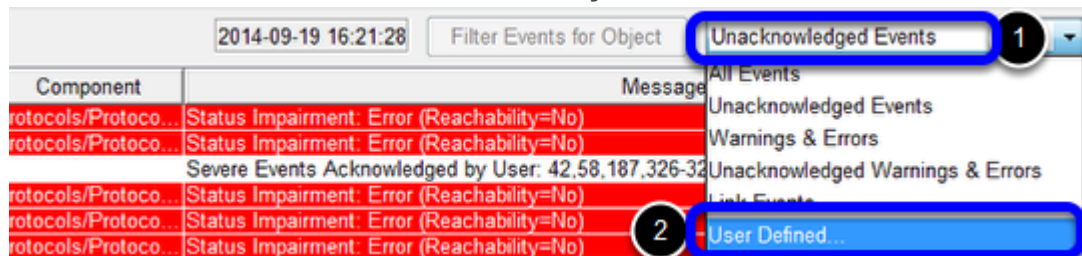 2014-09-19 16:21:28 Filter Events for Object Unacknowledged Events 1
Component Message All Events
Unacknowledged Events
rotocols/Protoco... Status Impairment: Error (Reachability=No)
Warnings & Errors
rotocols/Protoco... Status Impairment: Error (Reachability=No)
Severe Events Acknowledged by User: 42,58,187,326-32 Unacknowledged Warnings & Errors
rotocols/Protoco... Status Impairment: Error (Reachability=No) Link Events
rotocols/Protoco... Status Impairment: Error (Reachability=No) 2 User Defined...
rotocols/Protoco... Status Impairment: Error (Reachability=No)